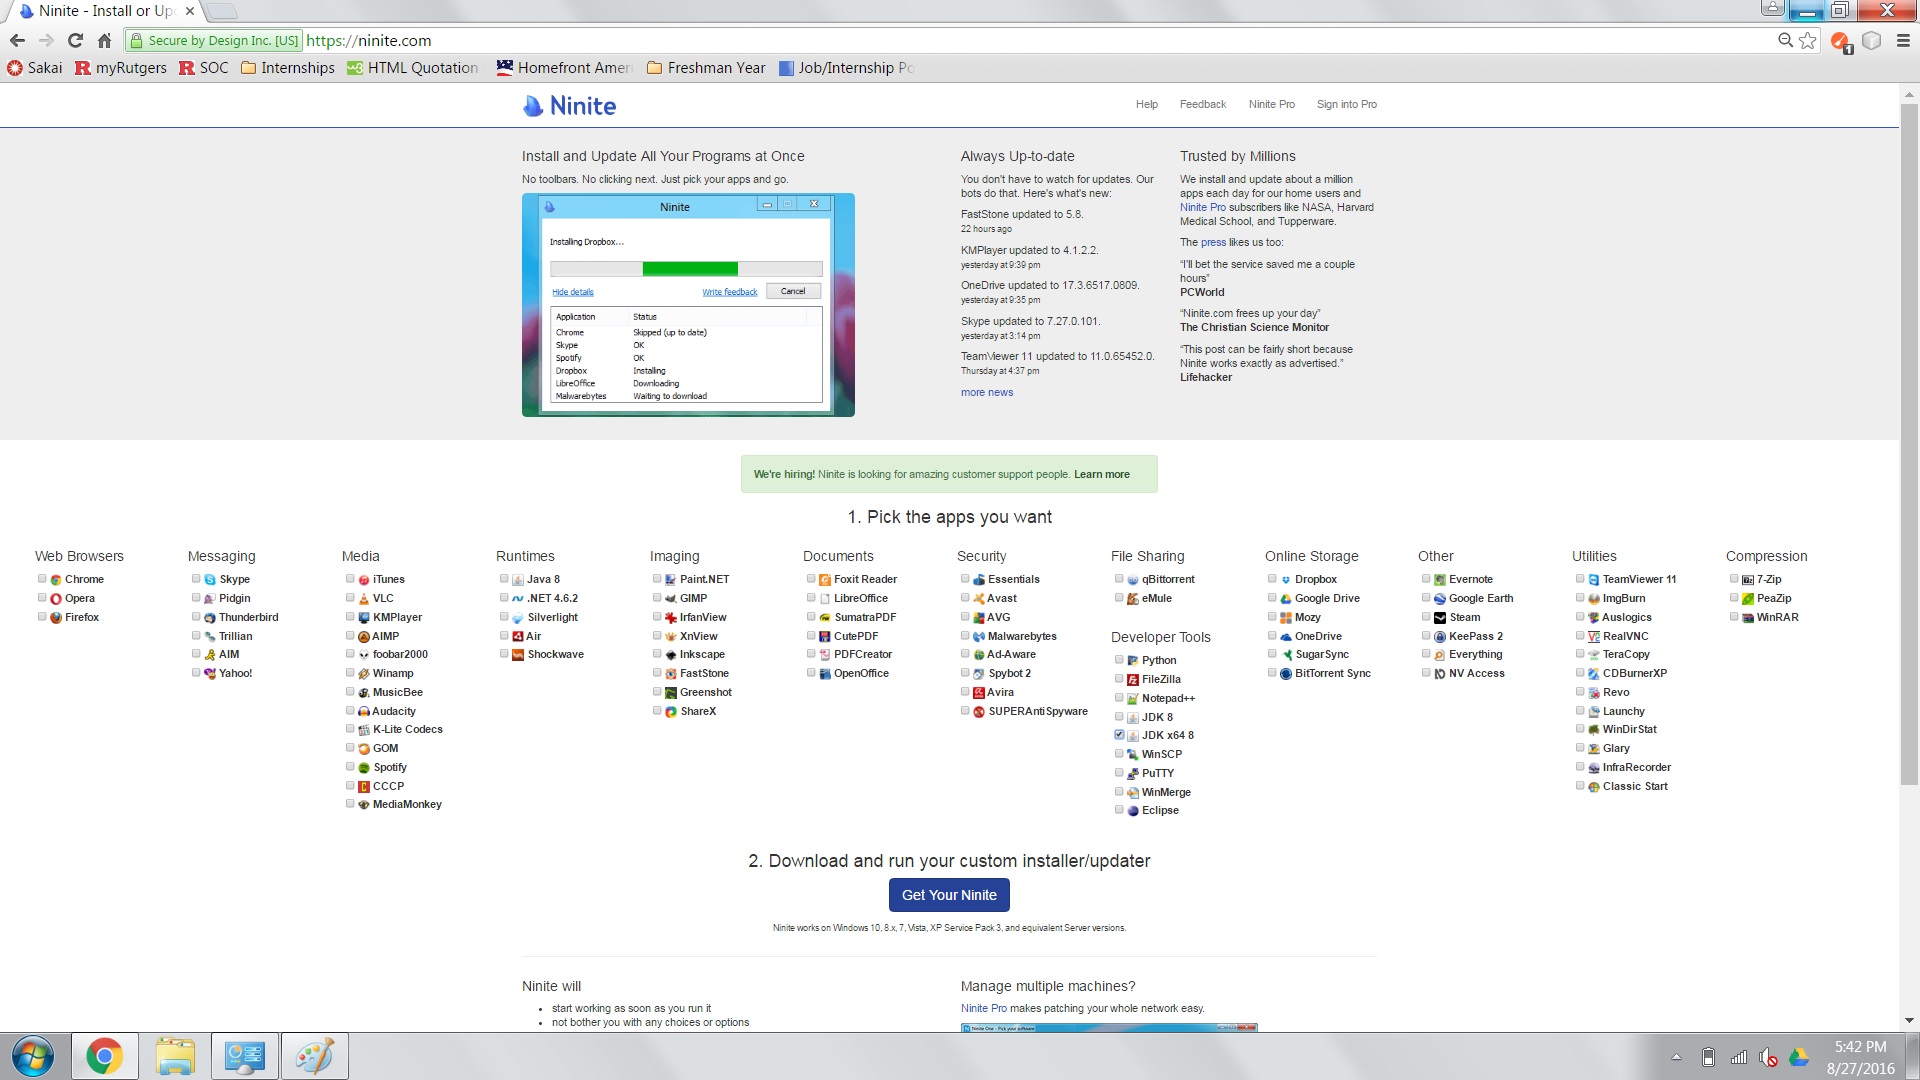 Ninite - Install or Up
Secure by Design Inc. [US] https://ninite.com
1
Sakai myRutgers SOC Internships HTML Quotation Homefront Ameri Freshman Year Job/Internship Po
Ninite
Help Feedback Ninite Pro Sign into Pro
Install and Update All Your Programs at Once
No toolbars. No clicking next. Just pick your apps and go.
Ninite
Installing Dropbox...
Hide details Write feedback Cancel
Application Status
Chrome Skipped (up to date)
Skype OK
Spotify OK
Dropbox Installing
LibreOffice Downloading
Malwarebytes Waiting to download
Always Up-to-date
You don't have to watch for updates. Our
bots do that. Here's what's new:
FastStone updated to 5.8.
22 hours ago
KMPlayer updated to 4.1.2.2.
yesterday at 9:39 pm
OneDrive updated to 17.3.6517.0809.
yesterday at 9:35 pm
Skype updated to 7.27.0.101.
yesterday at 3:14 pm
TeamViewer 11 updated to 11.0.65452.0.
Thursday at 4:37 pm
more news
Trusted by Millions
We install and update about a million
apps each day for our home users and
Ninite Pro subscribers like NASA, Harvard
Medical School, and Tupperware.
The press likes us too:
“I'll bet the service saved me a couple
hours”
PCWorld
“Ninite.com frees up your day”
The Christian Science Monitor
“This post can be fairly short because
Ninite works exactly as advertised.”
Lifehacker
We're hiring! Ninite is looking for amazing customer support people. Learn more
1. Pick the apps you want
Web Browsers
Chrome
Opera
Firefox
Messaging
Skype
Pidgin
Thunderbird
Trillian
AIM
Yahoo!
Media
iTunes
VLC
KMPlayer
AIMP
foobar2000
Winamp
MusicBee
Audacity
K-Lite Codecs
GOM
Spotify
CCCP
MediaMonkey
Runtimes
Java 8
.NET 4.6.2
Silverlight
Air
Shockwave
Imaging
Paint.NET
GIMP
IrfanView
XnView
Inkscape
FastStone
Greenshot
ShareX
Documents
Foxit Reader
LibreOffice
SumatraPDF
CutePDF
PDFCreator
OpenOffice
Security
Essentials
Avast
AVG
Malwarebytes
Ad-Aware
Spybot 2
Avira
SUPERAntiSpyware
File Sharing
qBittorrent
eMule
Developer Tools
Python
FileZilla
Notepad++
JDK 8
JDK x64 8
WinSCP
PuTTY
WinMerge
Eclipse
Online Storage
Dropbox
Google Drive
Mozy
OneDrive
SugarSync
BitTorrent Sync
Other
Evernote
Google Earth
Steam
KeePass 2
Everything
NV Access
Utilities
TeamViewer 11
ImgBurn
Auslogics
RealVNC
TeraCopy
CDBurnerXP
Revo
Launchy
WinDirStat
Glary
InfraRecorder
Classic Start
Compression
7-Zip
PeaZip
WinRAR
2. Download and run your custom installer/updater
Get Your Ninite
Ninite works on Windows 10, 8.x, 7, Vista, XP Service Pack 3, and equivalent Server versions.
Ninite will
start working as soon as you run it
not bother you with any choices or options
Manage multiple machines?
Ninite Pro makes patching your whole network easy.
Ninite One - Pick your software
5:42 PM
8/27/2016